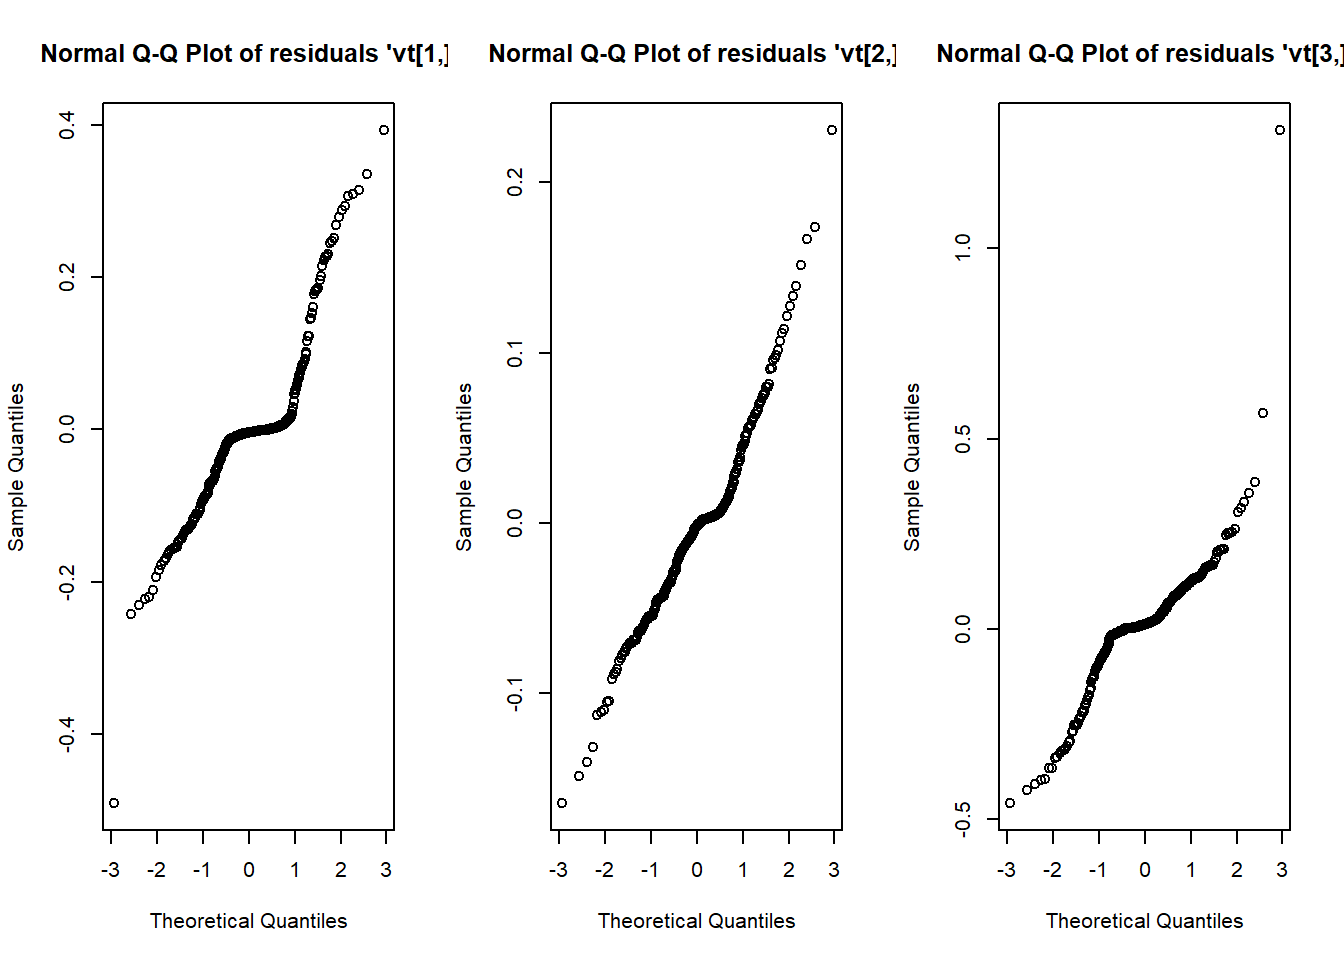 Normal Q-Q Plot of residuals 'vt[1,]
0.4
0.2
0.0
-0.2
-0.4
Sample Quantiles
-3 -2 -1 0 1 2 3
Theoretical Quantiles
Normal Q-Q Plot of residuals 'vt[2,]
0.2
0.1
0.0
-0.1
Sample Quantiles
-3 -2 -1 0 1 2 3
Theoretical Quantiles
Normal Q-Q Plot of residuals 'vt[3,]
1.0
0.5
0.0
-0.5
Sample Quantiles
-3 -2 -1 0 1 2 3
Theoretical Quantiles